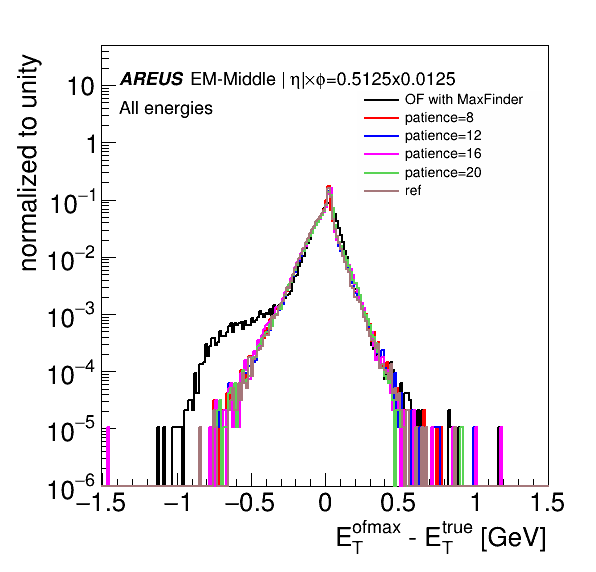 AREUS EM-Middle | η|×ϕ=0.5125x0.0125
All energies
OF with MaxFinder
patience=8
patience=12
patience=16
patience=20
ref
normalized to unity
10
1
10⁻¹
10⁻²
10⁻³
10⁻⁴
10⁻⁵
10⁻⁶
−1.5 −1 −0.5 0 0.5 1 1.5
E_T^ofmax - E_T^true [GeV]